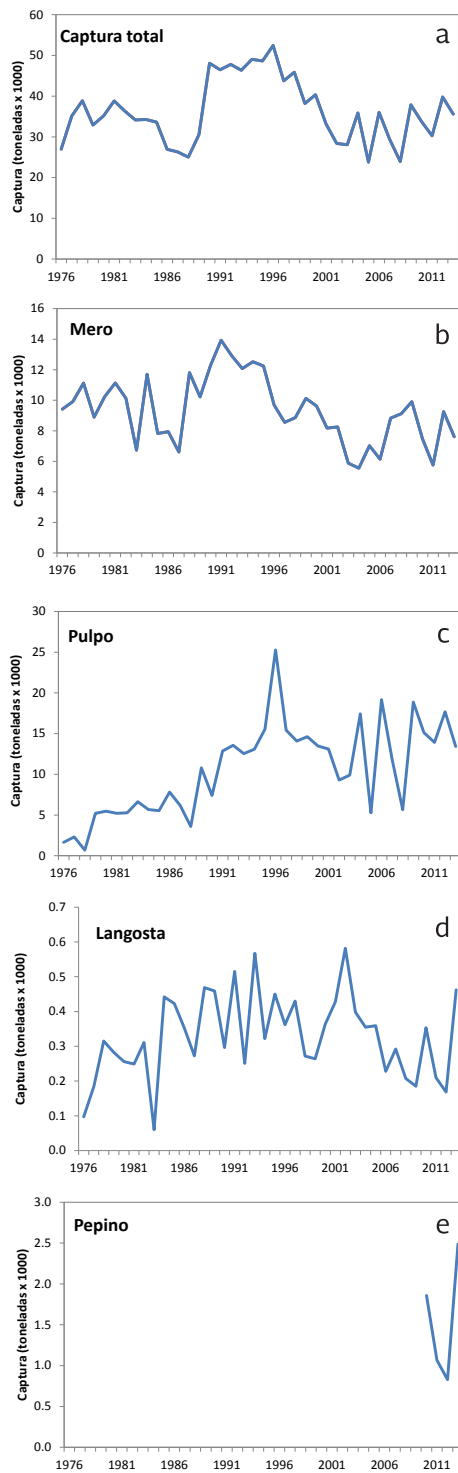 Captura total
a
Captura (toneladas x 1000)
60
50
40
30
20
10
0
1976 1981 1986 1991 1996 2001 2006 2011
Mero
b
Captura (toneladas x 1000)
16
14
12
10
8
6
4
2
0
1976 1981 1986 1991 1996 2001 2006 2011
Pulpo
c
Captura (toneladas x 1000)
30
25
20
15
10
5
0
1976 1981 1986 1991 1996 2001 2006 2011
Langosta
d
Captura (toneladas x 1000)
0.7
0.6
0.5
0.4
0.3
0.2
0.1
0.0
1976 1981 1986 1991 1996 2001 2006 2011
Pepino
e
Captura (toneladas x 1000)
3.0
2.5
2.0
1.5
1.0
0.5
0.0
1976 1981 1986 1991 1996 2001 2006 2011